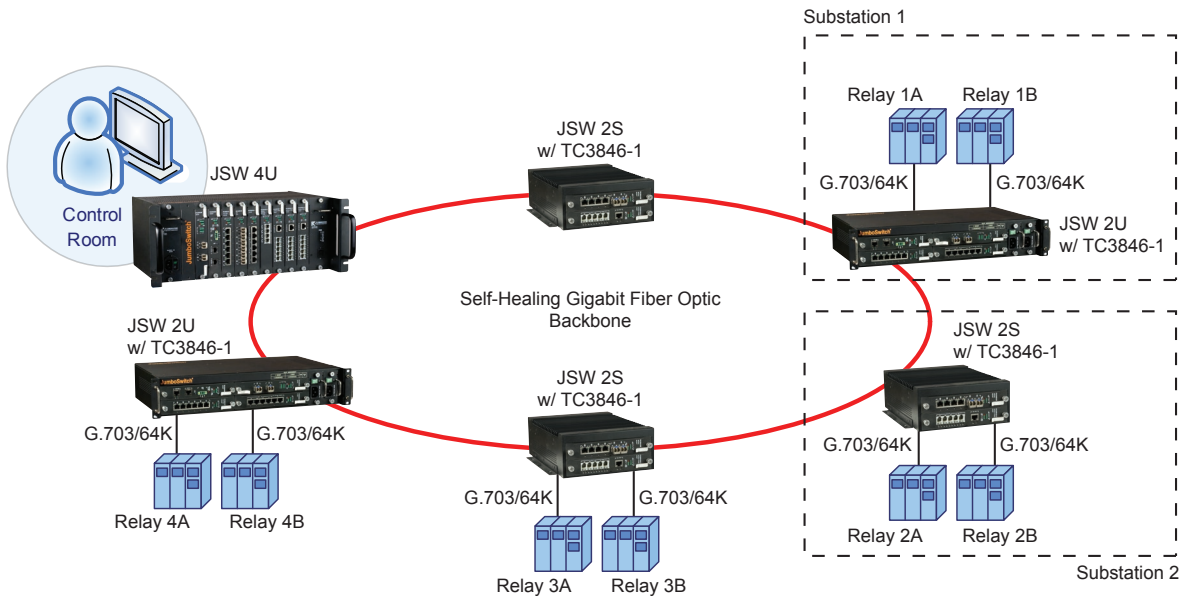 Substation 1
Relay 1A
Relay 1B
G.703/64K
G.703/64K
JumboSwitch
JSW 2U
w/ TC3846-1
JSW 2S
w/ TC3846-1
JSW 4U
JumboSwitch
Control
Room
Self-Healing Gigabit Fiber Optic
Backbone
JSW 2U
w/ TC3846-1
JumboSwitch
G.703/64K
G.703/64K
Relay 4A
Relay 4B
JSW 2S
w/ TC3846-1
G.703/64K
G.703/64K
Relay 3A
Relay 3B
JSW 2S
w/ TC3846-1
G.703/64K
G.703/64K
Relay 2A
Relay 2B
Substation 2